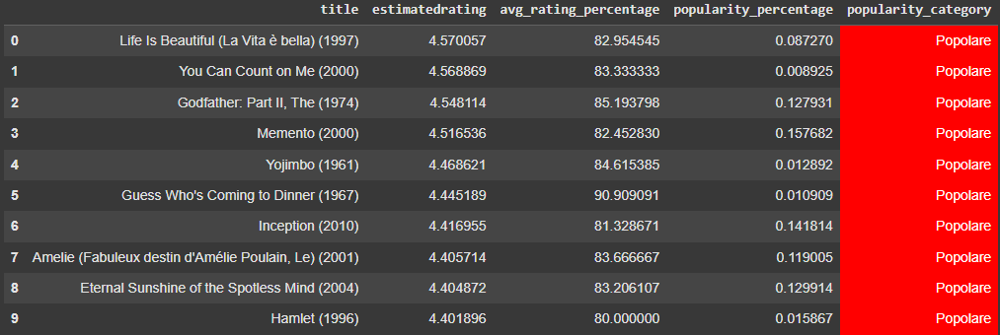 title estimatedrating avg_rating_percentage popularity_percentage popularity_category
0 Life Is Beautiful (La Vita è bella) (1997) 4.570057 82.954545 0.087270 Popolare
1 You Can Count on Me (2000) 4.568869 83.333333 0.008925 Popolare
2 Godfather: Part II, The (1974) 4.548114 85.193798 0.127931 Popolare
3 Memento (2000) 4.516536 82.452830 0.157682 Popolare
4 Yojimbo (1961) 4.468621 84.615385 0.012892 Popolare
5 Guess Who's Coming to Dinner (1967) 4.445189 90.909091 0.010909 Popolare
6 Inception (2010) 4.416955 81.328671 0.141814 Popolare
7 Amelie (Fabuleux destin d'Amélie Poulain, Le) (2001) 4.405714 83.666667 0.119005 Popolare
8 Eternal Sunshine of the Spotless Mind (2004) 4.404872 83.206107 0.129914 Popolare
9 Hamlet (1996) 4.401896 80.000000 0.015867 Popolare